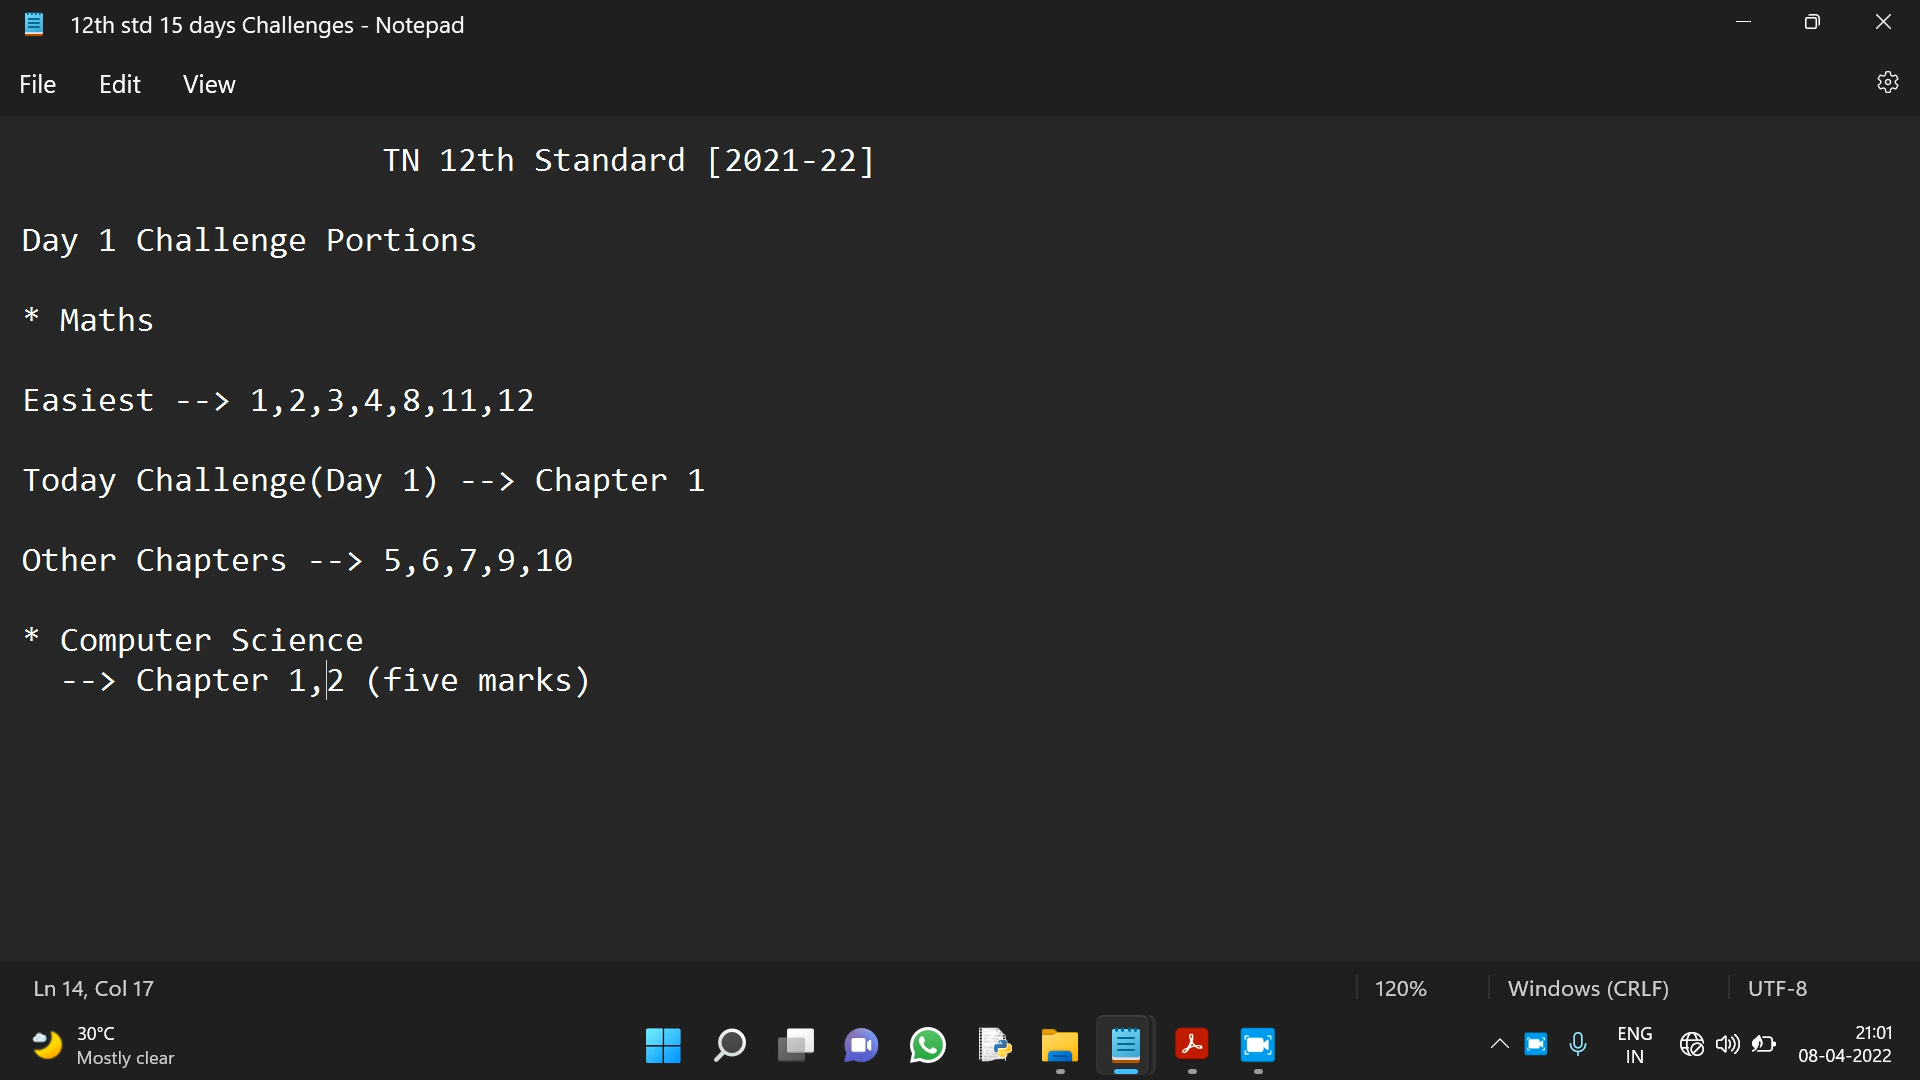 12th std 15 days Challenges - Notepad
File Edit View
TN 12th Standard [2021-22]
Day 1 Challenge Portions
* Maths
Easiest --> 1,2,3,4,8,11,12
Today Challenge(Day 1) --> Chapter 1
Other Chapters --> 5,6,7,9,10
* Computer Science
--> Chapter 1,2 (five marks)
Ln 14, Col 17 120% Windows (CRLF) UTF-8
30°C
Mostly clear
ENG
IN
21:01
08-04-2022